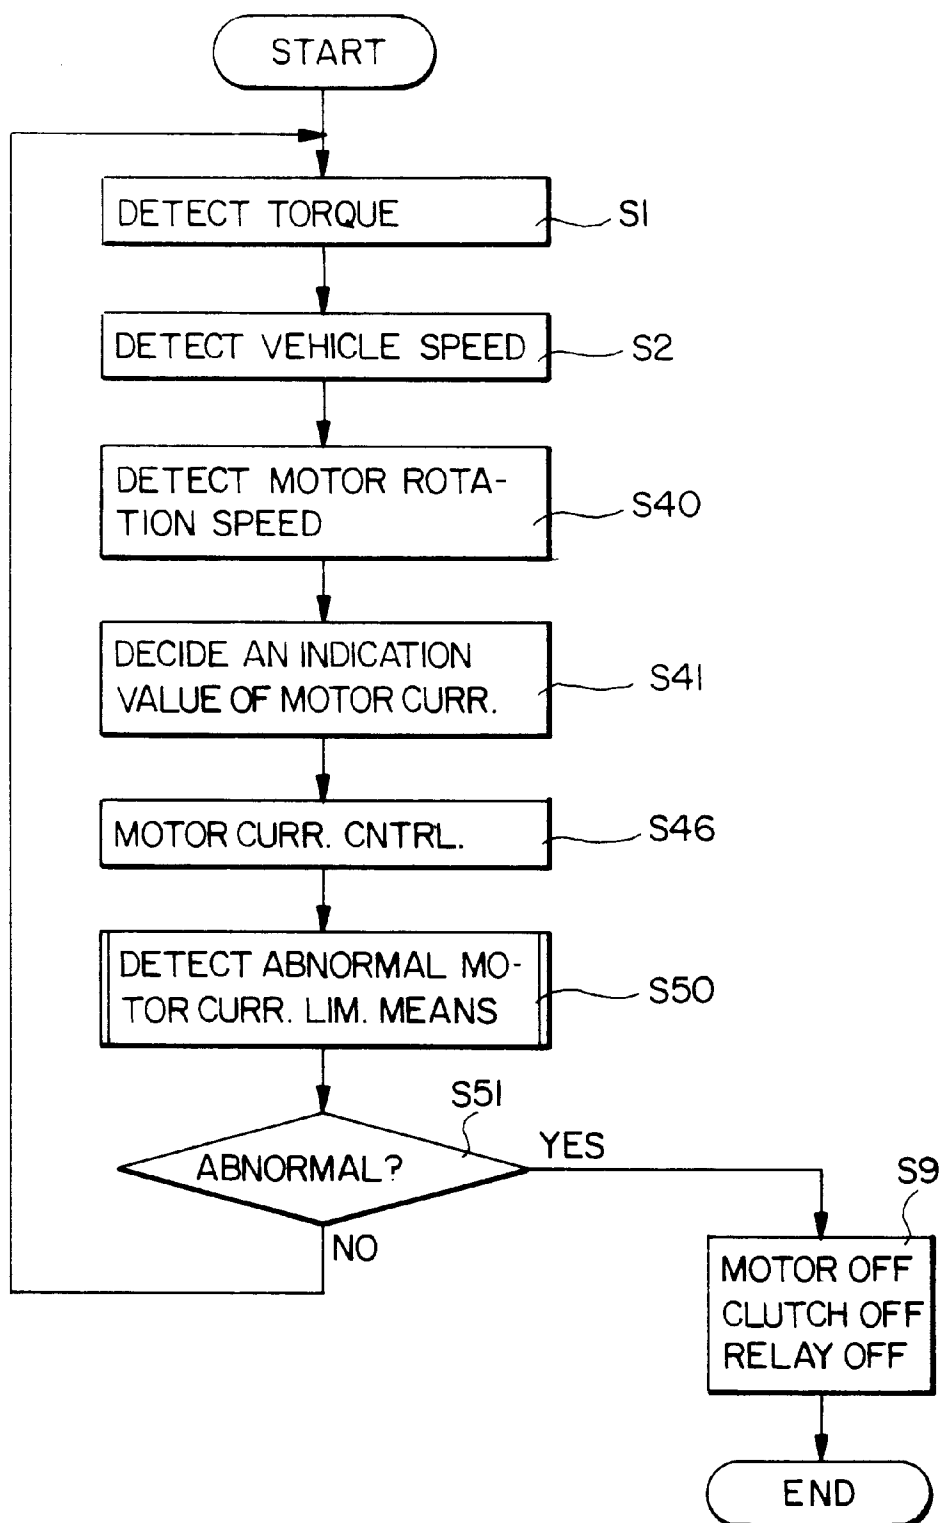 START
DETECT TORQUE
S1
DETECT VEHICLE SPEED
S2
DETECT MOTOR ROTA-
TION SPEED
S40
DECIDE AN INDICATION
VALUE OF MOTOR CURR.
S41
MOTOR CURR. CNTRL.
S46
DETECT ABNORMAL MO-
TOR CURR. LIM. MEANS
S50
S51
ABNORMAL?
YES
NO
S9
MOTOR OFF
CLUTCH OFF
RELAY OFF
END